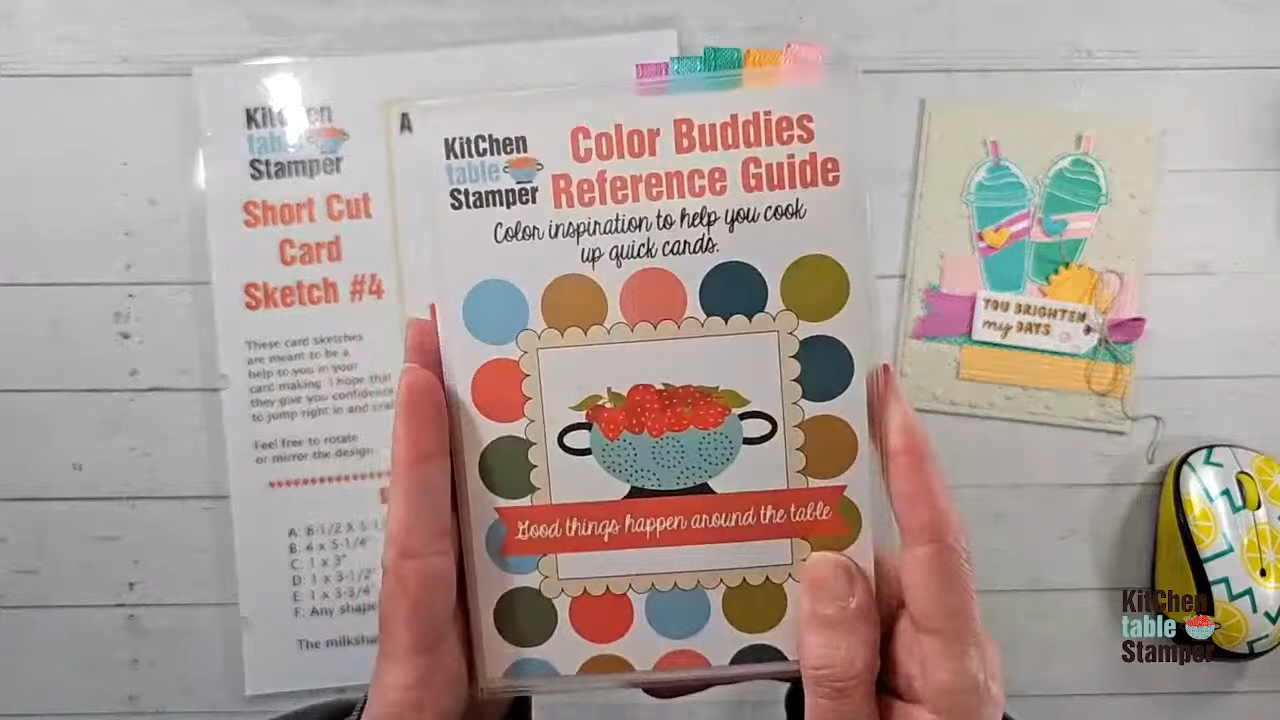 KitChen
table
Stamper
Short Cut
Card
Sketch #4
These card sketches
are meant to be a
help to you in your
card making. I hope that
they give you confidence
to jump right in and
Feel free to rotate
or mirror the design
A: 8-1/2 X 5-1
B: 4 x 5-1/4"
C: 1 x 3"
D: 1 x 3-1/2"
E: 1 x 3-3/4"
F: Any shape
The
A
KitChen
table
Stamper
Color Buddies
Reference Guide
Color inspiration to help you cook
up quick cards.
Good things happen around the table
YOU BRIGHTEN
my DAYS
KitChen
table
Stamper